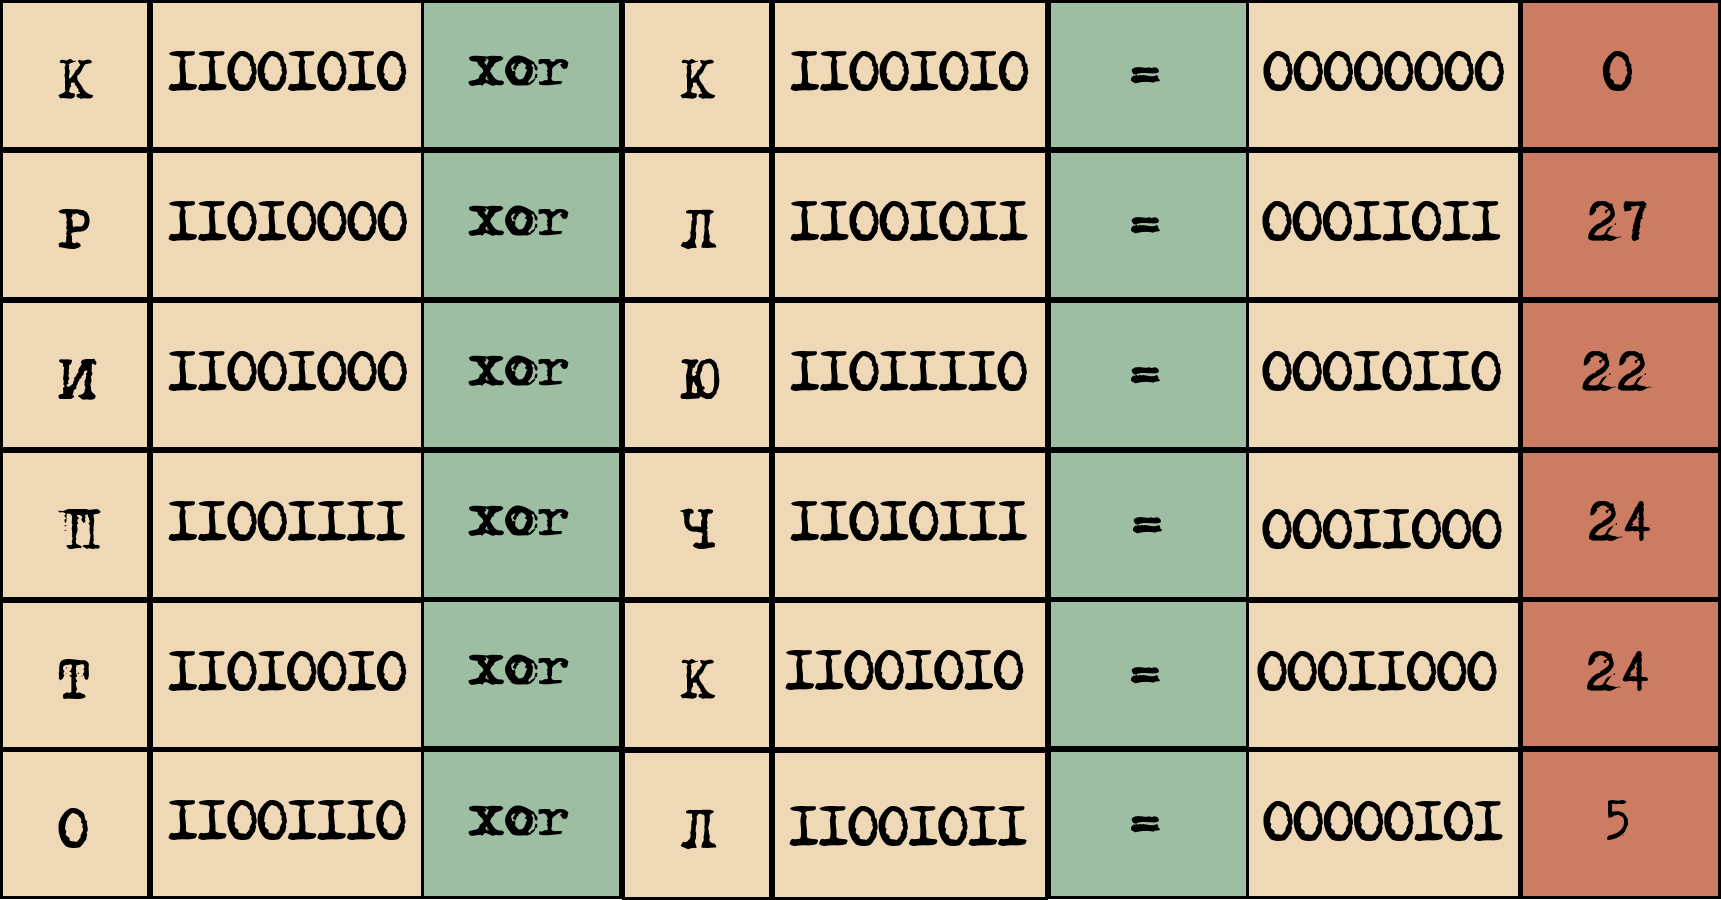 К 11001010 xor К 11001010 = 00000000 0
Р 11010000 xor Л 11001011 = 00011011 27
И 11001000 xor Ю 11011110 = 00010110 22
П 11001111 xor Ч 11010111 = 00011000 24
Т 11010010 xor К 11001010 = 00011000 24
О 11001110 xor Л 11001011 = 00000101 5